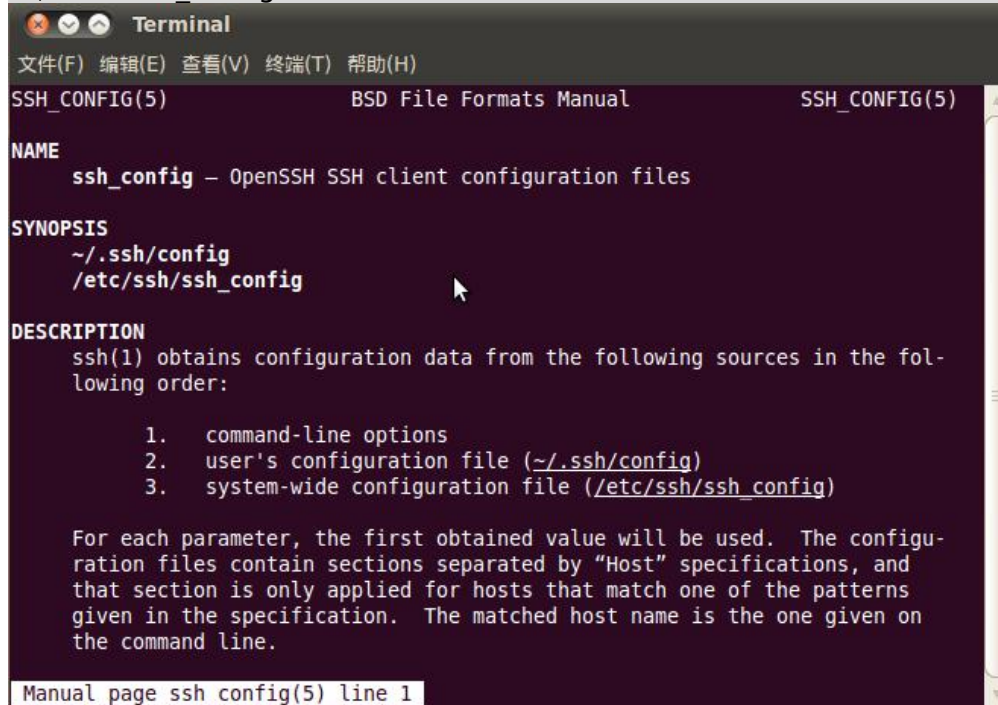 Terminal
文件(F) 编辑(E) 查看(V) 终端(T) 帮助(H)
SSH_CONFIG(5) BSD File Formats Manual SSH_CONFIG(5)
NAME
ssh_config — OpenSSH SSH client configuration files
SYNOPSIS
~/.ssh/config
/etc/ssh/ssh_config
DESCRIPTION
ssh(1) obtains configuration data from the following sources in the fol-
lowing order:
1. command-line options
2. user's configuration file (~/.ssh/config)
3. system-wide configuration file (/etc/ssh/ssh_config)
For each parameter, the first obtained value will be used. The configu-
ration files contain sections separated by “Host” specifications, and
that section is only applied for hosts that match one of the patterns
given in the specification. The matched host name is the one given on
the command line.
Manual page ssh config(5) line 1